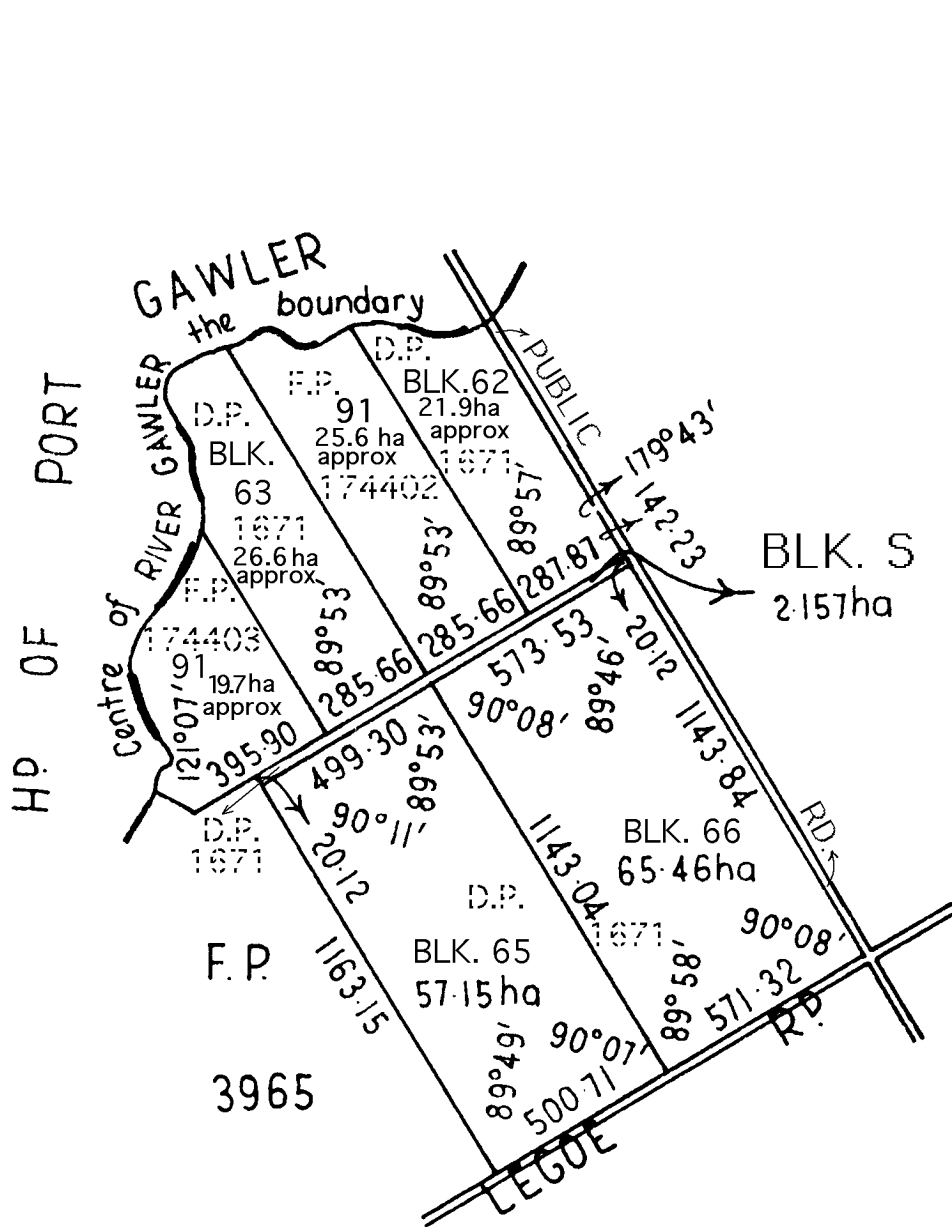 GAWLER
the boundary
PORT
HD. OF
Centre of RIVER GAWLER
PUBLIC
D.P.
BLK.62
21.9ha
approx
1671
89°57'
F.P.
91
25.6 ha
approx
174402
89°53'
D.P.
BLK.
63
1671
26.6 ha
approx
89°53'
F.P.
174403
91
19.7ha
approx
121°07'
395·90
285·66
285·66
287·87
179°43'
142·23
BLK. S
2·157ha
573·53
20·12
89°46'
90°08'
1143·84
499·30
89°53'
90°11'
20·12
D.P.
1671
BLK. 66
65·46ha
RD.
1143·04
D.P.
1671
90°08'
BLK. 65
57·15ha
F.P.
1163·15
89°58'
571·32
RD.
90°07'
89°49'
500·71
3965
LEGOE